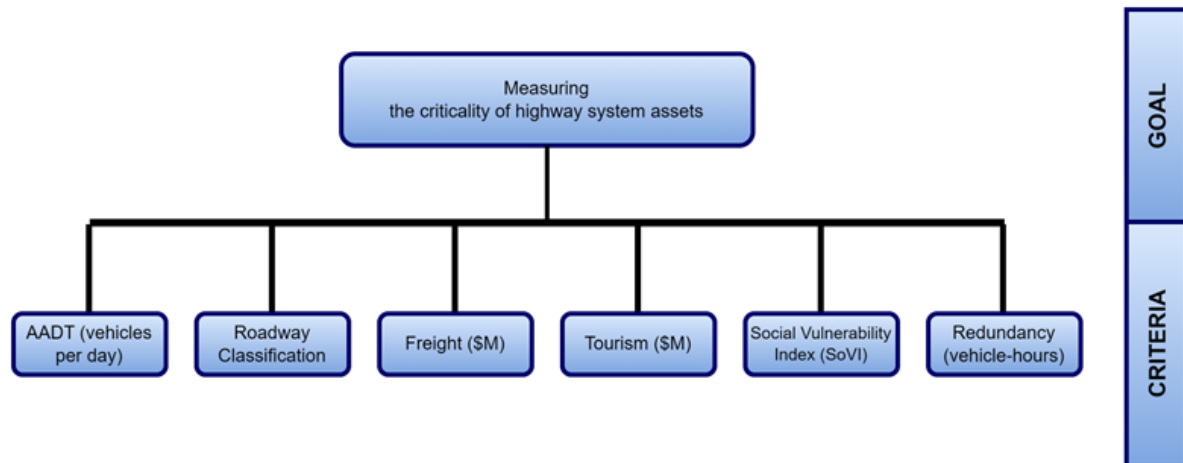 Measuring
the criticality of highway system assets
GOAL
AADT (vehicles
per day)
Roadway
Classification
Freight ($M)
Tourism ($M)
Social Vulnerability
Index (SoVI)
Redundancy
(vehicle-hours)
CRITERIA